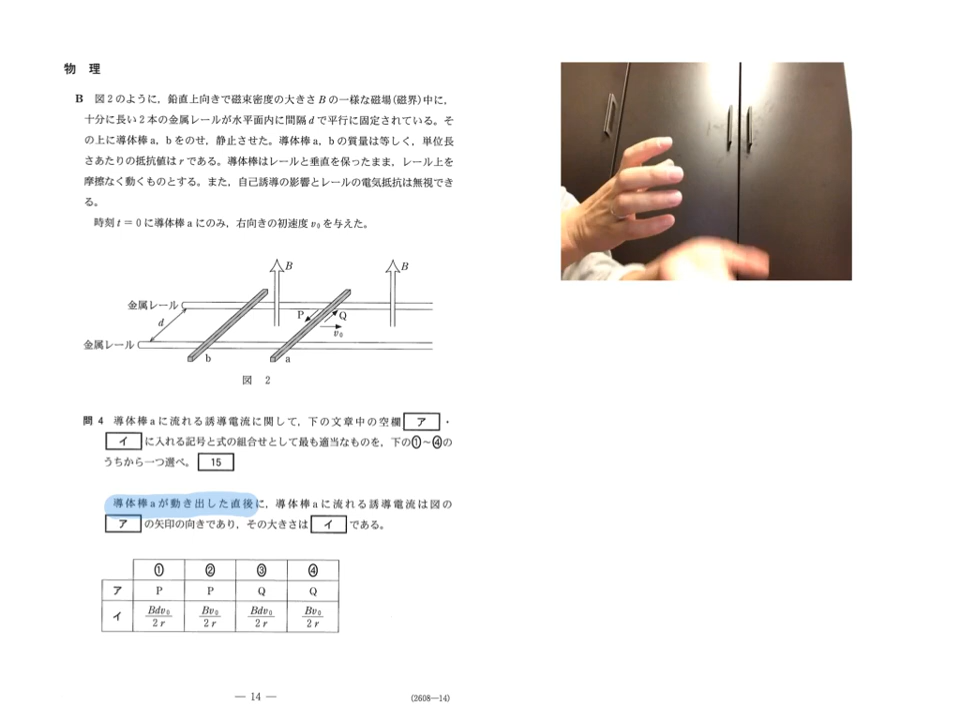 物 理
B 図2のように,鉛直上向きで磁束密度の大きさBの一様な磁場(磁界)中に,
十分に長い2本の金属レールが水平面内に間隔dで平行に固定されている。そ
の上に導体棒a,bをのせ,静止させた。導体棒a,bの質量は等しく,単位長
さあたりの抵抗値はrである。導体棒はレールと垂直を保ったまま,レール上を
摩擦なく動くものとする。また,自己誘導の影響とレールの電気抵抗は無視でき
る。
時刻t=0に導体棒aにのみ,右向きの初速度v₀を与えた。
B B
金属レール
P Q
d
v₀
金属レール
b a
図 2
問4 導体棒aに流れる誘導電流に関して,下の文章中の空欄 ア ・
イ に入れる記号と式の組合せとして最も適当なものを,下の①~④の
うちから一つ選べ。 15
導体棒aが動き出した直後に,導体棒aに流れる誘導電流は図の
ア の矢印の向きであり,その大きさは イ である。
① ② ③ ④
ア P P Q Q
イ Bdv₀/2r Bv₀/2r Bdv₀/2r Bv₀/2r
— 14 — (2608—14)